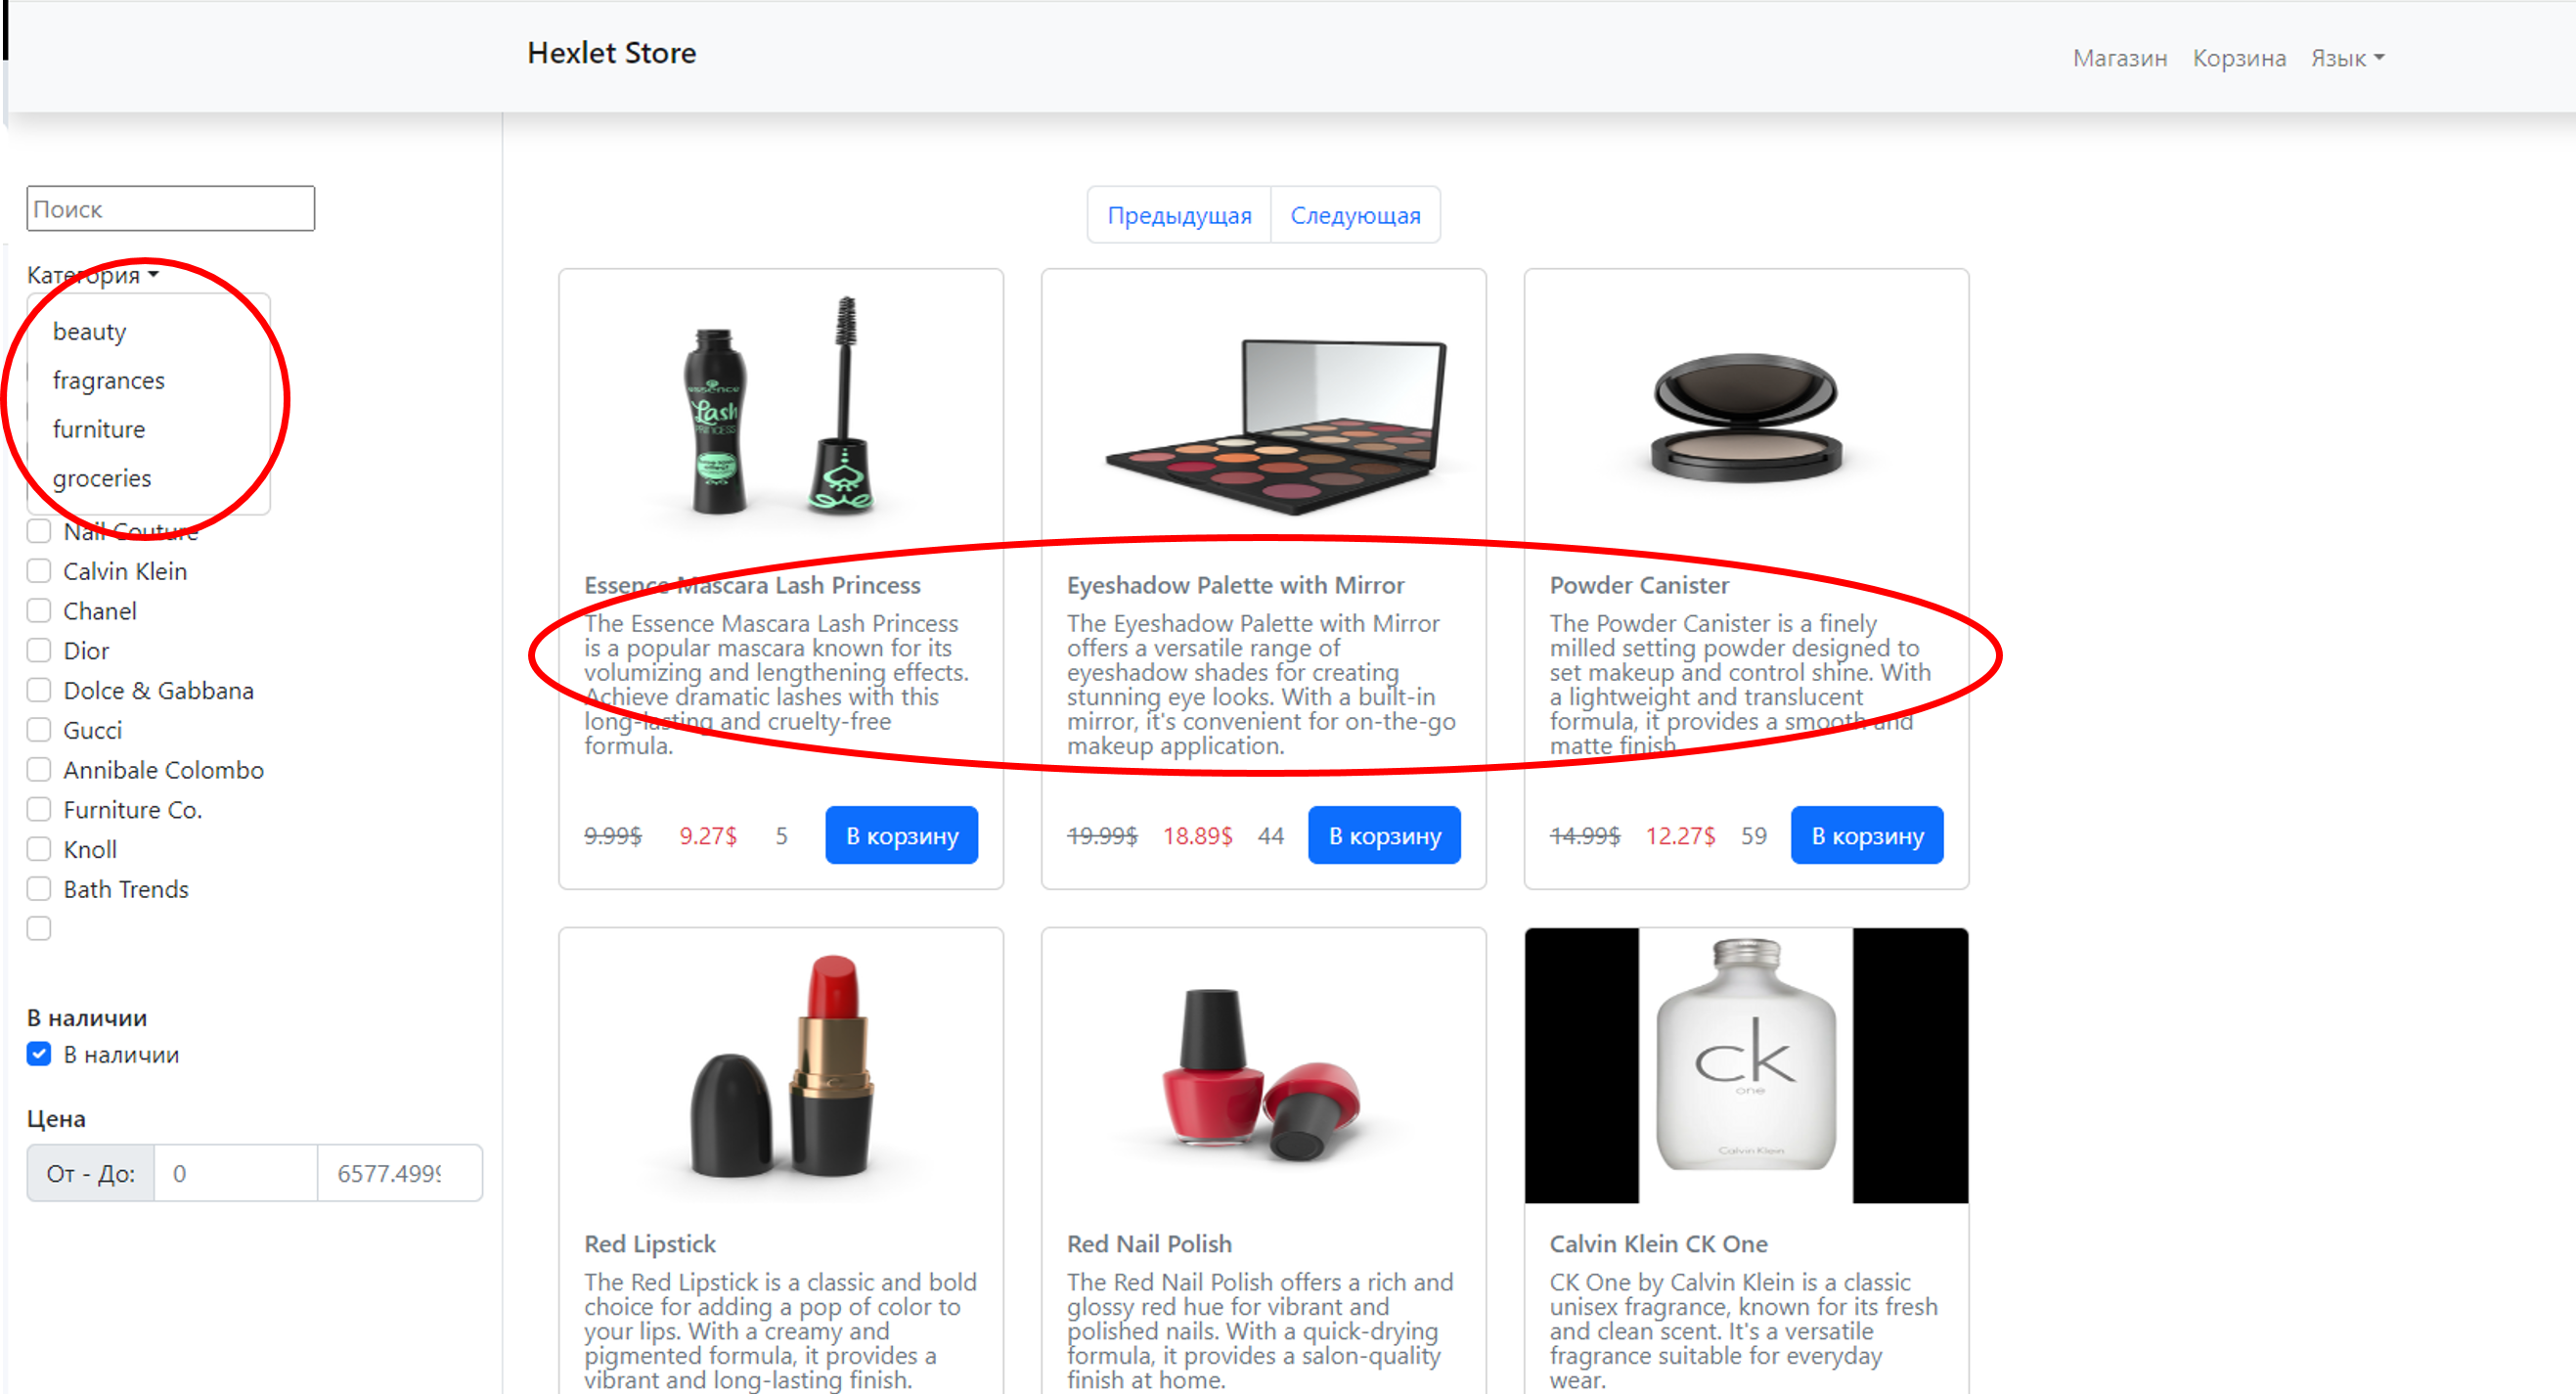 Hexlet Store
Магазин Корзина Язык
Поиск
Предыдущая Следующая
Категория
beauty
fragrances
furniture
groceries
Nail Couture
Calvin Klein
Chanel
Dior
Dolce & Gabbana
Gucci
Annibale Colombo
Furniture Co.
Knoll
Bath Trends
В наличии
В наличии
Цена
От - До: 0 6577.499
essence
Lash
PRINCESS
Essence Mascara Lash Princess
The Essence Mascara Lash Princess
is a popular mascara known for its
volumizing and lengthening effects.
Achieve dramatic lashes with this
long-lasting and cruelty-free
formula.
9.99$ 9.27$ 5 В корзину
Eyeshadow Palette with Mirror
The Eyeshadow Palette with Mirror
offers a versatile range of
eyeshadow shades for creating
stunning eye looks. With a built-in
mirror, it's convenient for on-the-go
makeup application.
19.99$ 18.89$ 44 В корзину
Powder Canister
The Powder Canister is a finely
milled setting powder designed to
set makeup and control shine. With
a lightweight and translucent
formula, it provides a smooth and
matte finish.
14.99$ 12.27$ 59 В корзину
Red Lipstick
The Red Lipstick is a classic and bold
choice for adding a pop of color to
your lips. With a creamy and
pigmented formula, it provides a
vibrant and long-lasting finish.
Red Nail Polish
The Red Nail Polish offers a rich and
glossy red hue for vibrant and
polished nails. With a quick-drying
formula, it provides a salon-quality
finish at home.
ck
one
Calvin Klein
Calvin Klein CK One
CK One by Calvin Klein is a classic
unisex fragrance, known for its fresh
and clean scent. It's a versatile
fragrance suitable for everyday
wear.